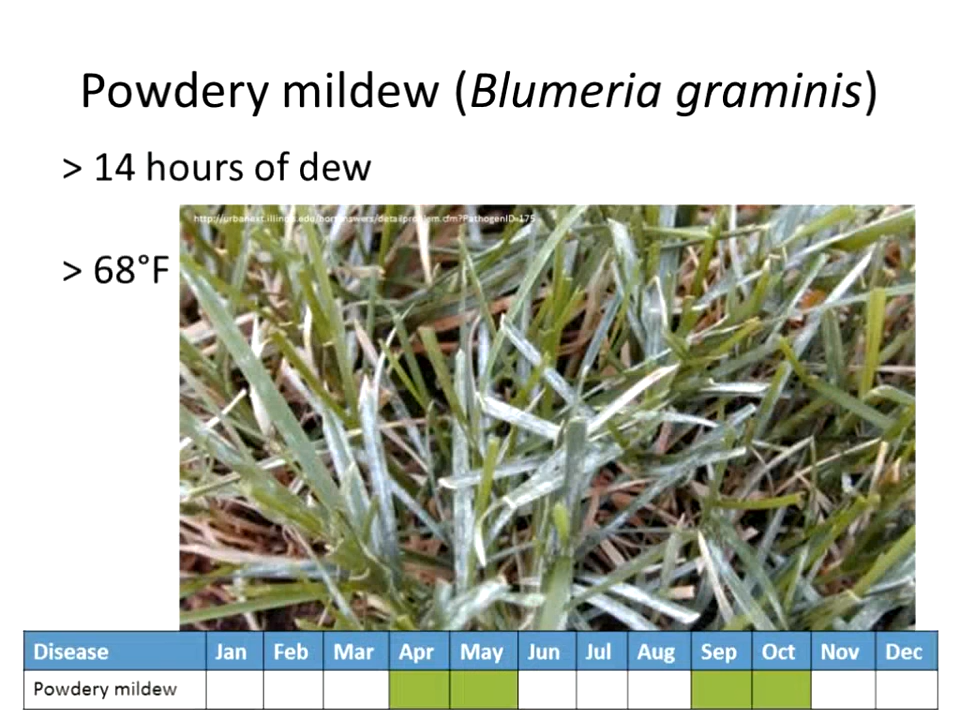 Powdery mildew (Blumeria graminis)
> 14 hours of dew
> 68°F
Disease Jan Feb Mar Apr May Jun Jul Aug Sep Oct Nov Dec
Powdery mildew